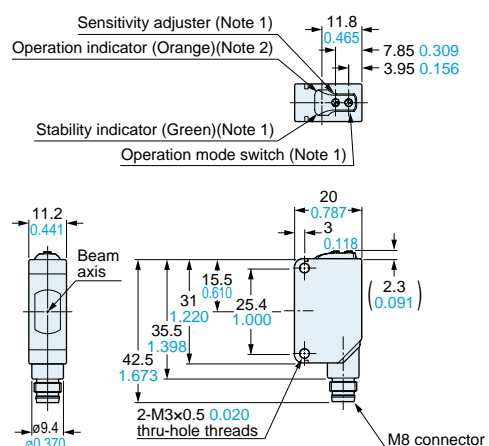 Sensitivity adjuster (Note 1)
Operation indicator (Orange)(Note 2)
11.8
0.465
7.85 0.309
3.95 0.156
Stability indicator (Green)(Note 1)
Operation mode switch (Note 1)
11.2
0.441
Beam
axis
20
0.787
3
0.118
2.3
0.091
15.5
0.610
25.4
1.000
31
1.220
35.5
1.398
42.5
1.673
ø9.4
ø0.370
2-M3×0.5 0.020
thru-hole threads
M8 connector